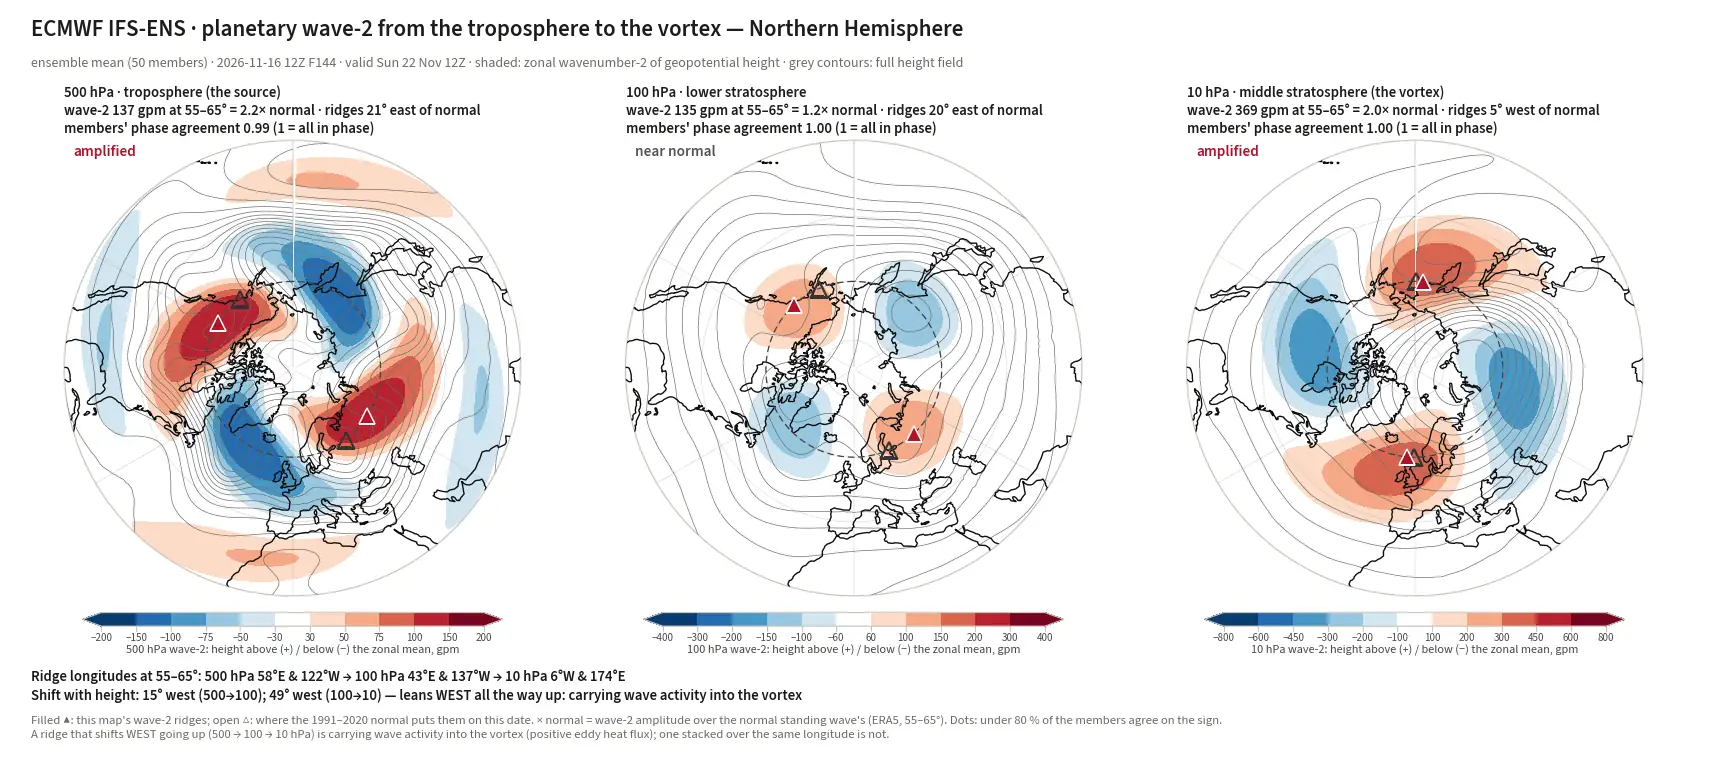 ECMWF IFS-ENS · planetary wave-2 from the troposphere to the vortex — Northern Hemisphere
ensemble mean (50 members) · 2026-11-16 12Z F144 · valid Sun 22 Nov 12Z · shaded: zonal wavenumber-2 of geopotential height · grey contours: full height field
500 hPa · troposphere (the source)
wave-2 137 gpm at 55–65° = 2.2× normal · ridges 21° east of normal
members' phase agreement 0.99 (1 = all in phase)
amplified
100 hPa · lower stratosphere
wave-2 135 gpm at 55–65° = 1.2× normal · ridges 20° east of normal
members' phase agreement 1.00 (1 = all in phase)
near normal
10 hPa · middle stratosphere (the vortex)
wave-2 369 gpm at 55–65° = 2.0× normal · ridges 5° west of normal
members' phase agreement 1.00 (1 = all in phase)
amplified
−200 −150 −100 −75 −50 −30 30 50 75 100 150 200
500 hPa wave-2: height above (+) / below (−) the zonal mean, gpm
−400 −300 −200 −150 −100 −60 60 100 150 200 300 400
100 hPa wave-2: height above (+) / below (−) the zonal mean, gpm
−800 −600 −450 −300 −200 −100 100 200 300 450 600 800
10 hPa wave-2: height above (+) / below (−) the zonal mean, gpm
Ridge longitudes at 55–65°: 500 hPa 58°E & 122°W → 100 hPa 43°E & 137°W → 10 hPa 6°W & 174°E
Shift with height: 15° west (500→100); 49° west (100→10) — leans WEST all the way up: carrying wave activity into the vortex
Filled ▲: this map's wave-2 ridges; open △: where the 1991–2020 normal puts them on this date. × normal = wave-2 amplitude over the normal standing wave's (ERA5, 55–65°). Dots: under 80 % of the members agree on the sign.
A ridge that shifts WEST going up (500 → 100 → 10 hPa) is carrying wave activity into the vortex (positive eddy heat flux); one stacked over the same longitude is not.